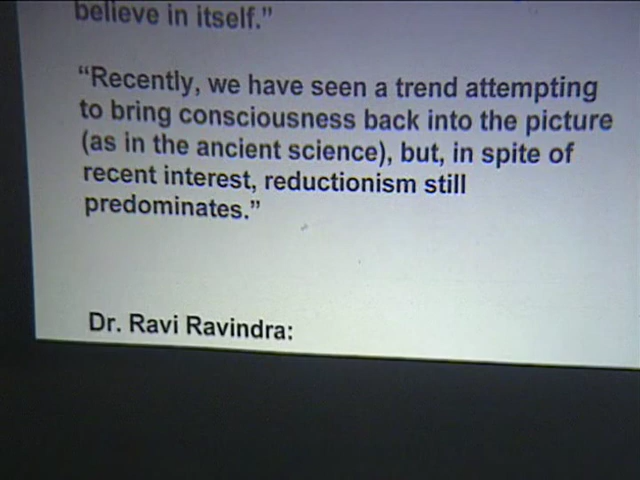 believe in itself.”
“Recently, we have seen a trend attempting
to bring consciousness back into the picture
(as in the ancient science), but, in spite of
recent interest, reductionism still
predominates.”
Dr. Ravi Ravindra: